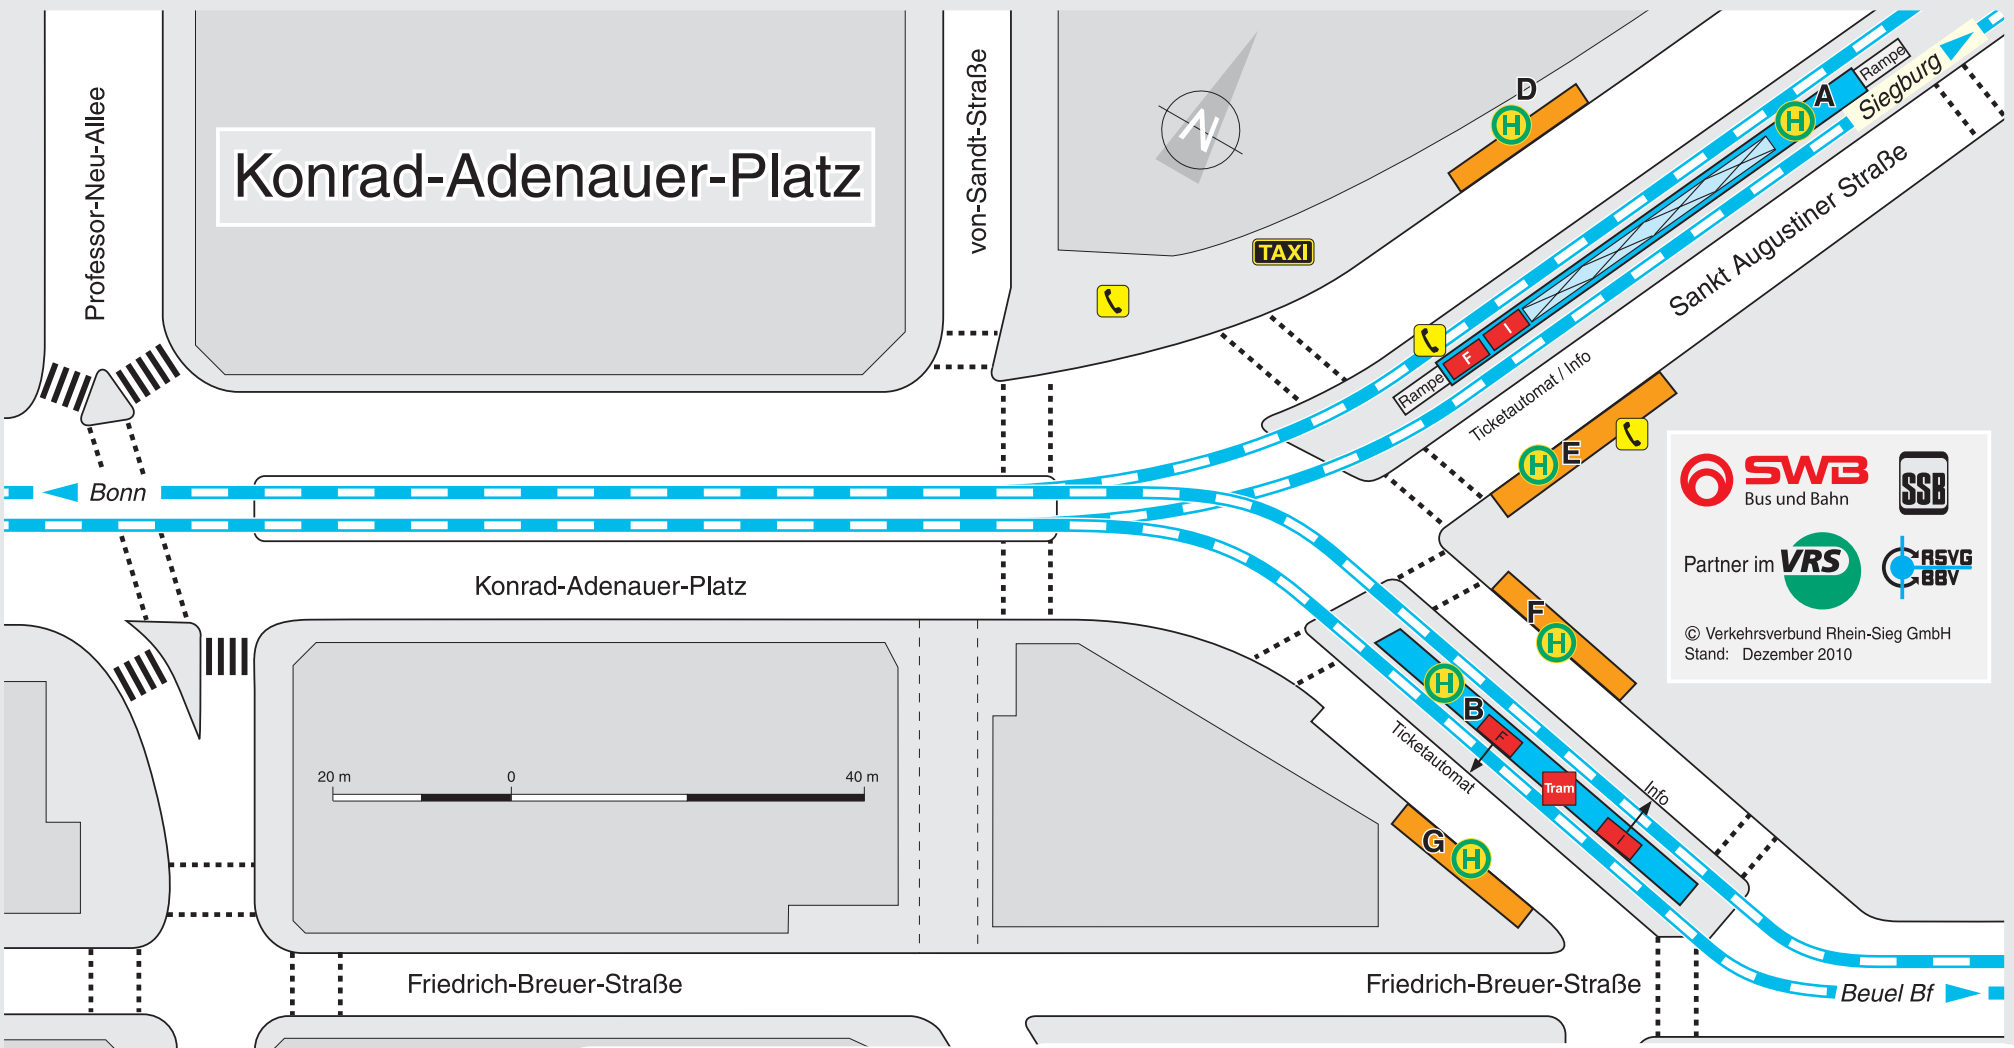 Konrad-Adenauer-Platz
Professor-Neu-Allee
von-Sandt-Straße
N
TAXI
D
H
A
H
Rampe
Siegburg
Sankt Augustiner Straße
I
F
Rampe
Ticketautomat / Info
E
H
Bonn
Konrad-Adenauer-Platz
SWB
Bus und Bahn
SSB
Partner im VRS
RSVG
BBV
© Verkehrsverbund Rhein-Sieg GmbH
Stand: Dezember 2010
F
H
H
B
F
Ticketautomat
Tram
Info
I
G
H
20 m 0 40 m
Friedrich-Breuer-Straße
Friedrich-Breuer-Straße
Beuel Bf